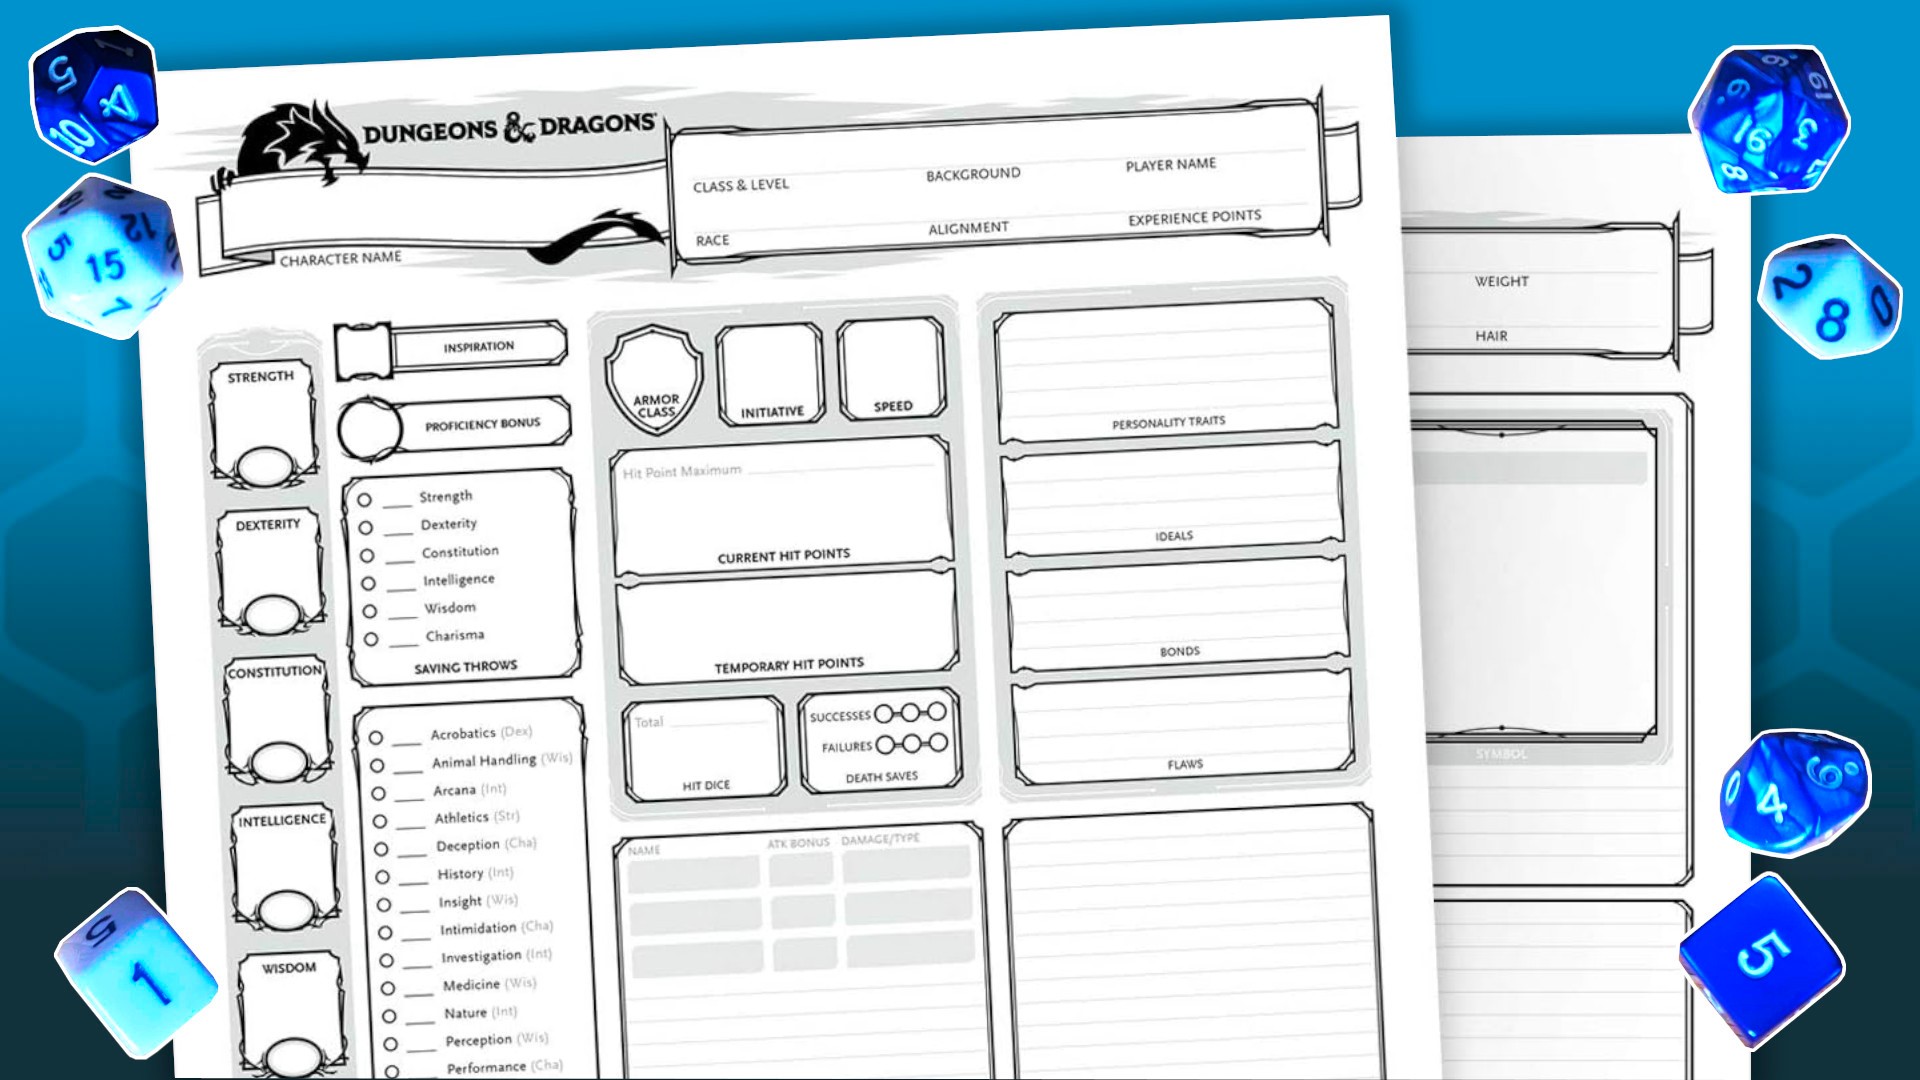 DUNGEONS & DRAGONS
CHARACTER NAME
CLASS & LEVEL
BACKGROUND
PLAYER NAME
RACE
ALIGNMENT
EXPERIENCE POINTS
STRENGTH
DEXTERITY
CONSTITUTION
INTELLIGENCE
WISDOM
INSPIRATION
PROFICIENCY BONUS
Strength
Dexterity
Constitution
Intelligence
Wisdom
Charisma
SAVING THROWS
Acrobatics (Dex)
Animal Handling (Wis)
Arcana (Int)
Athletics (Str)
Deception (Cha)
History (Int)
Insight (Wis)
Intimidation (Cha)
Investigation (Int)
Medicine (Wis)
Nature (Int)
Perception (Wis)
Performance (Cha)
ARMOR
CLASS
INITIATIVE
SPEED
Hit Point Maximum
CURRENT HIT POINTS
TEMPORARY HIT POINTS
Total
HIT DICE
SUCCESSES
FAILURES
DEATH SAVES
NAME
ATK BONUS
DAMAGE/TYPE
PERSONALITY TRAITS
IDEALS
BONDS
FLAWS
WEIGHT
HAIR
SYMBOL
5
4
10
1
5
12
15
7
5
1
6
16
3
8
2
8
0
0
4
9
5